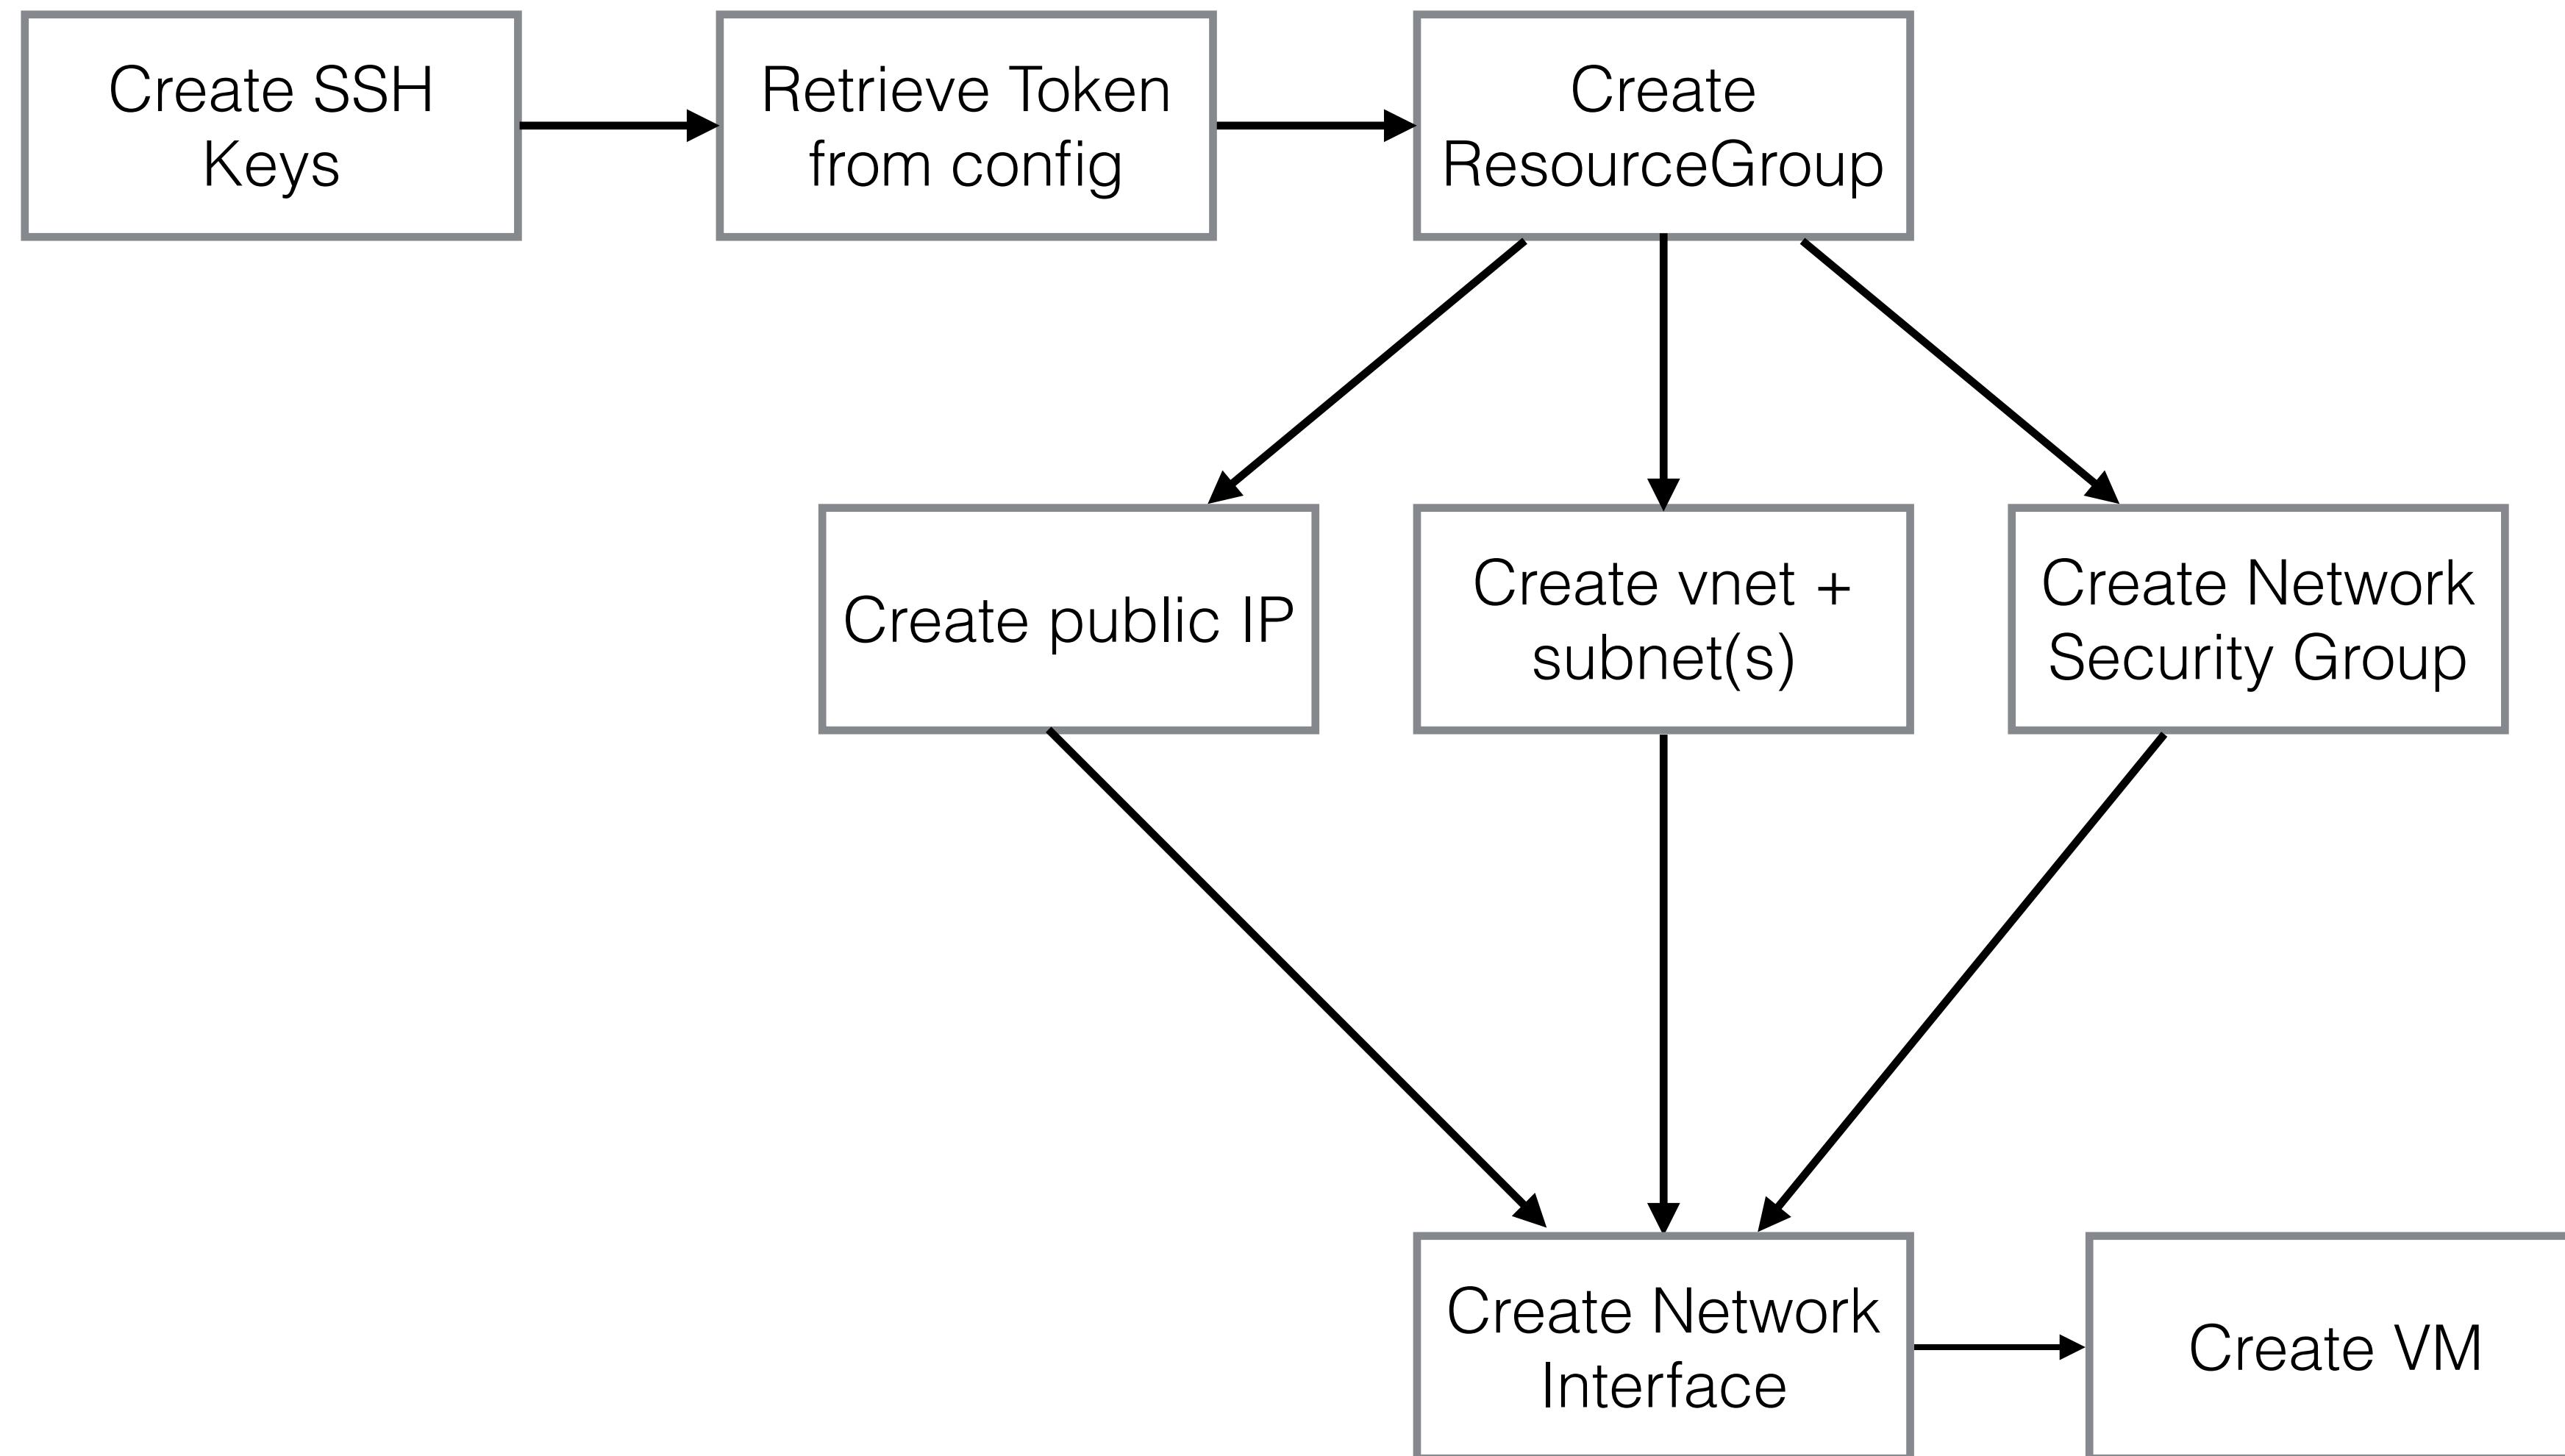 Create SSH
Keys
Retrieve Token
from config
Create
ResourceGroup
Create public IP
Create vnet +
subnet(s)
Create Network
Security Group
Create Network
Interface
Create VM